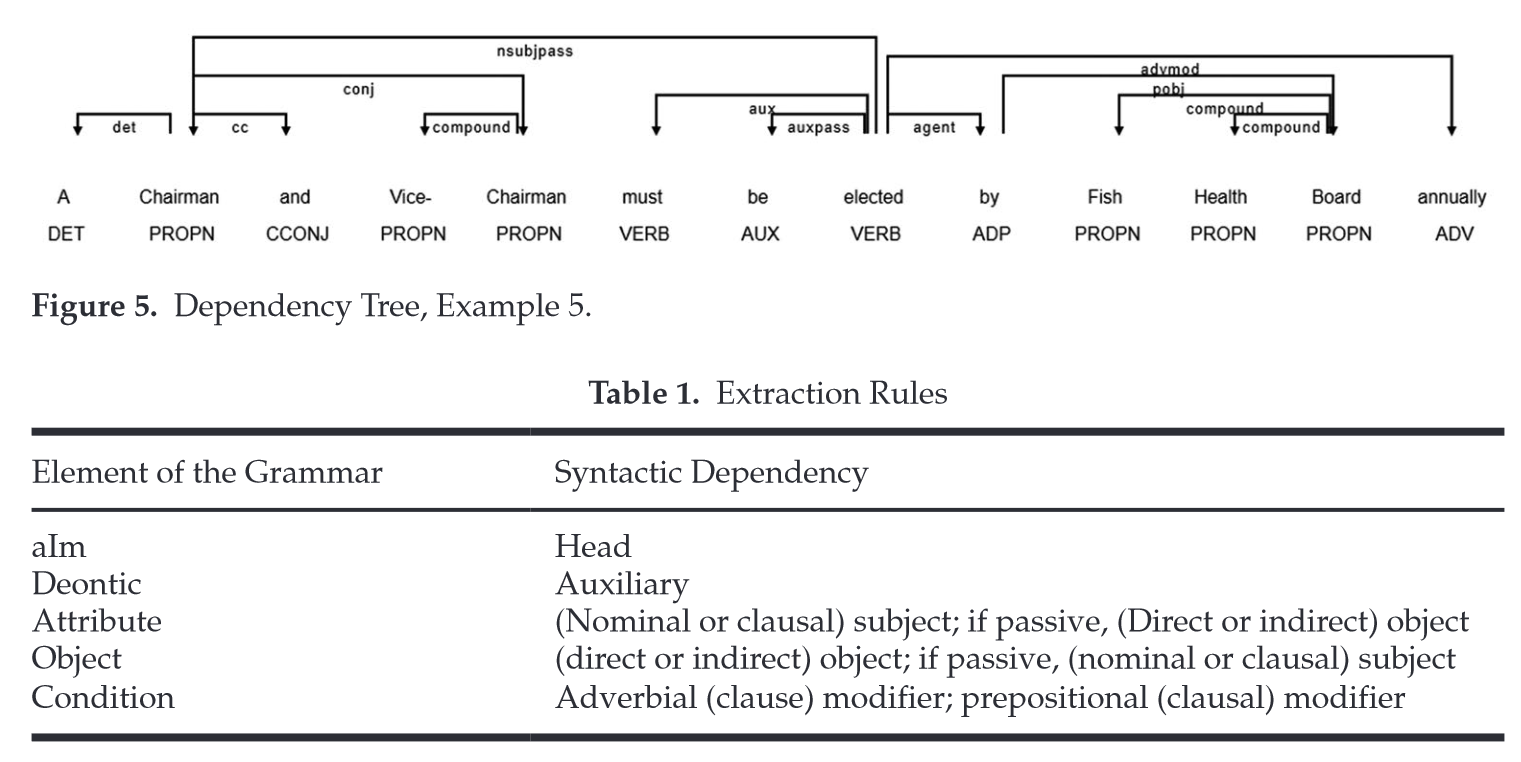 nsubjpass
advmod
conj
pobj
aux
compound
det
cc
compound
auxpass
agent
compound
A Chairman and Vice- Chairman must be elected by Fish Health Board annually
DET PROPN CCONJ PROPN PROPN VERB AUX VERB ADP PROPN PROPN PROPN ADV
Figure 5. Dependency Tree, Example 5.
Table 1. Extraction Rules
Element of the Grammar Syntactic Dependency
aIm Head
Deontic Auxiliary
Attribute (Nominal or clausal) subject; if passive, (Direct or indirect) object
Object (direct or indirect) object; if passive, (nominal or clausal) subject
Condition Adverbial (clause) modifier; prepositional (clausal) modifier